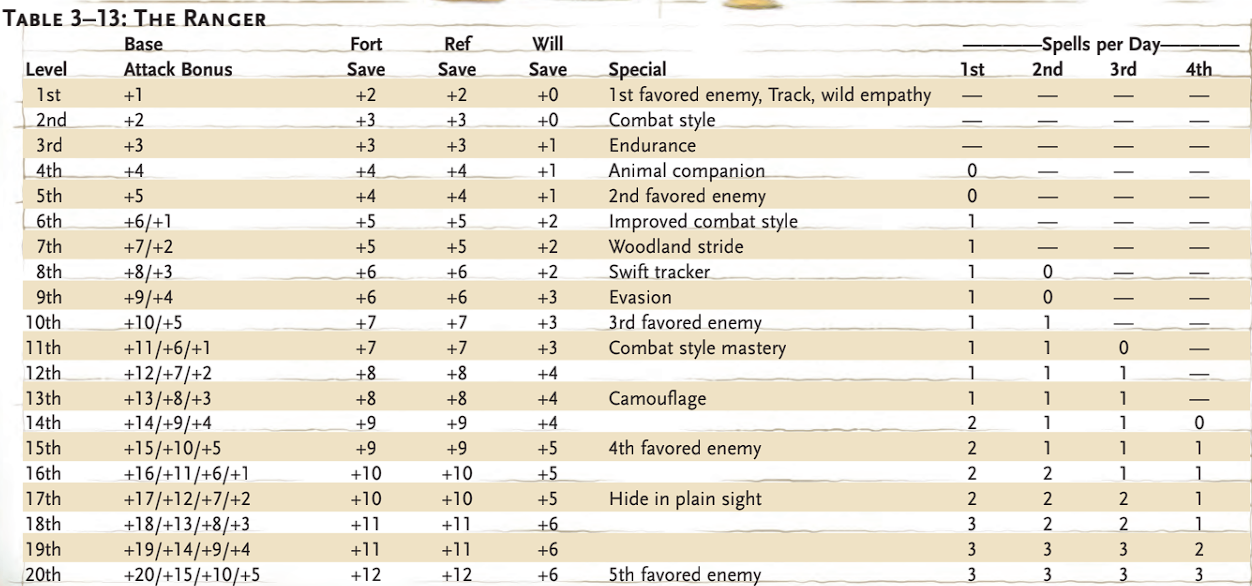 TABLE 3–13: THE RANGER
Base Fort Ref Will ————Spells per Day————
Level Attack Bonus Save Save Save Special 1st 2nd 3rd 4th
1st +1 +2 +2 +0 1st favored enemy, Track, wild empathy — — — —
2nd +2 +3 +3 +0 Combat style — — — —
3rd +3 +3 +3 +1 Endurance — — — —
4th +4 +4 +4 +1 Animal companion 0 — — —
5th +5 +4 +4 +1 2nd favored enemy 0 — — —
6th +6/+1 +5 +5 +2 Improved combat style 1 — — —
7th +7/+2 +5 +5 +2 Woodland stride 1 — — —
8th +8/+3 +6 +6 +2 Swift tracker 1 0 — —
9th +9/+4 +6 +6 +3 Evasion 1 0 — —
10th +10/+5 +7 +7 +3 3rd favored enemy 1 1 — —
11th +11/+6/+1 +7 +7 +3 Combat style mastery 1 1 0 —
12th +12/+7/+2 +8 +8 +4 1 1 1 —
13th +13/+8/+3 +8 +8 +4 Camouflage 1 1 1 —
14th +14/+9/+4 +9 +9 +4 2 1 1 0
15th +15/+10/+5 +9 +9 +5 4th favored enemy 2 1 1 1
16th +16/+11/+6/+1 +10 +10 +5 2 2 1 1
17th +17/+12/+7/+2 +10 +10 +5 Hide in plain sight 2 2 2 1
18th +18/+13/+8/+3 +11 +11 +6 3 2 2 1
19th +19/+14/+9/+4 +11 +11 +6 3 3 3 2
20th +20/+15/+10/+5 +12 +12 +6 5th favored enemy 3 3 3 3